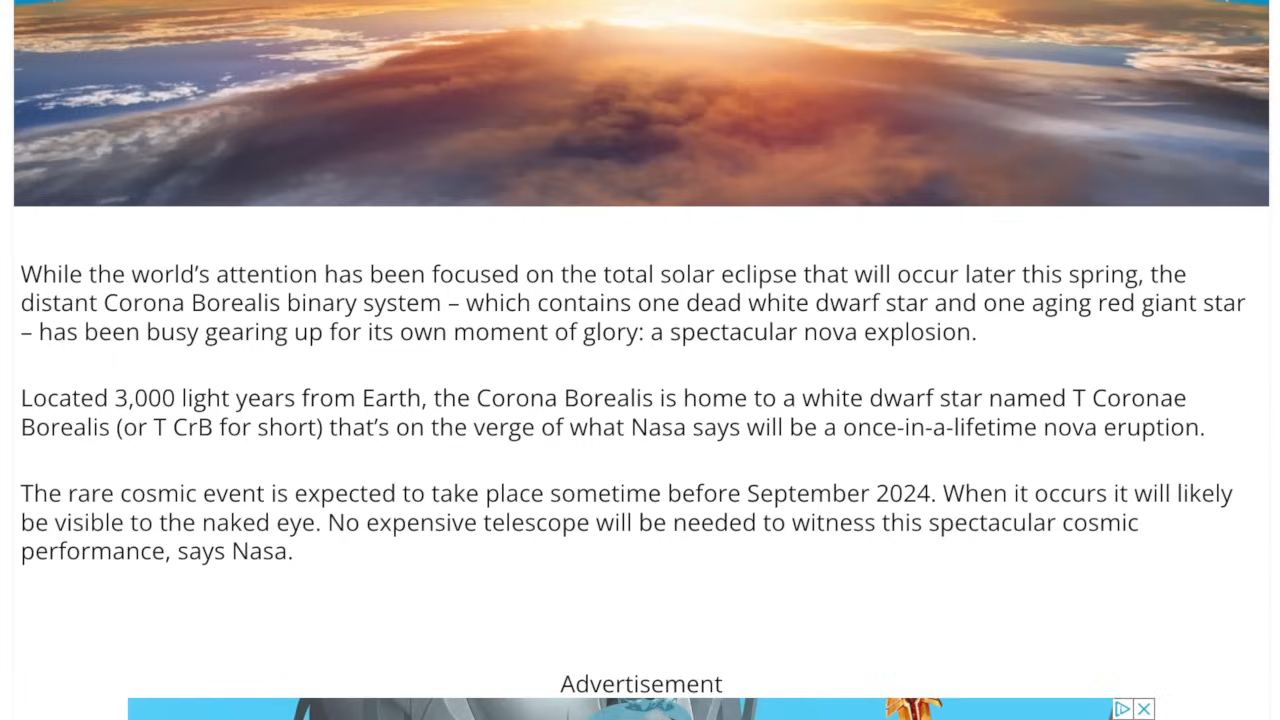 While the world’s attention has been focused on the total solar eclipse that will occur later this spring, the
distant Corona Borealis binary system – which contains one dead white dwarf star and one aging red giant star
– has been busy gearing up for its own moment of glory: a spectacular nova explosion.
Located 3,000 light years from Earth, the Corona Borealis is home to a white dwarf star named T Coronae
Borealis (or T CrB for short) that’s on the verge of what Nasa says will be a once-in-a-lifetime nova eruption.
The rare cosmic event is expected to take place sometime before September 2024. When it occurs it will likely
be visible to the naked eye. No expensive telescope will be needed to witness this spectacular cosmic
performance, says Nasa.
Advertisement